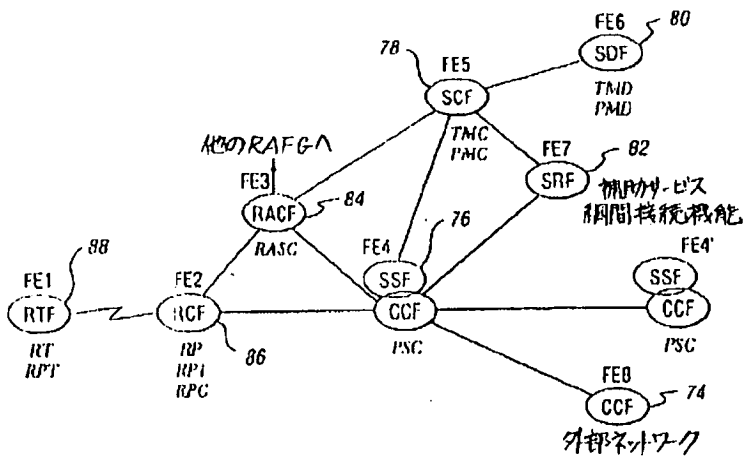 FE6
80
SDF
TMD
PMD
78
FE5
SCF
TMC
PMC
FE7
82
SRF
補助サービス
網間接続機能
他のRAFGへ
FE3
84
RACF
RASC
76
FE4
SSF
CCF
PSC
FE4'
SSF
CCF
PSC
88
FE1
RTF
RT
RPT
FE2
RCF
86
RP
RPI
RPC
FE8
CCF
74
外部ネットワーク